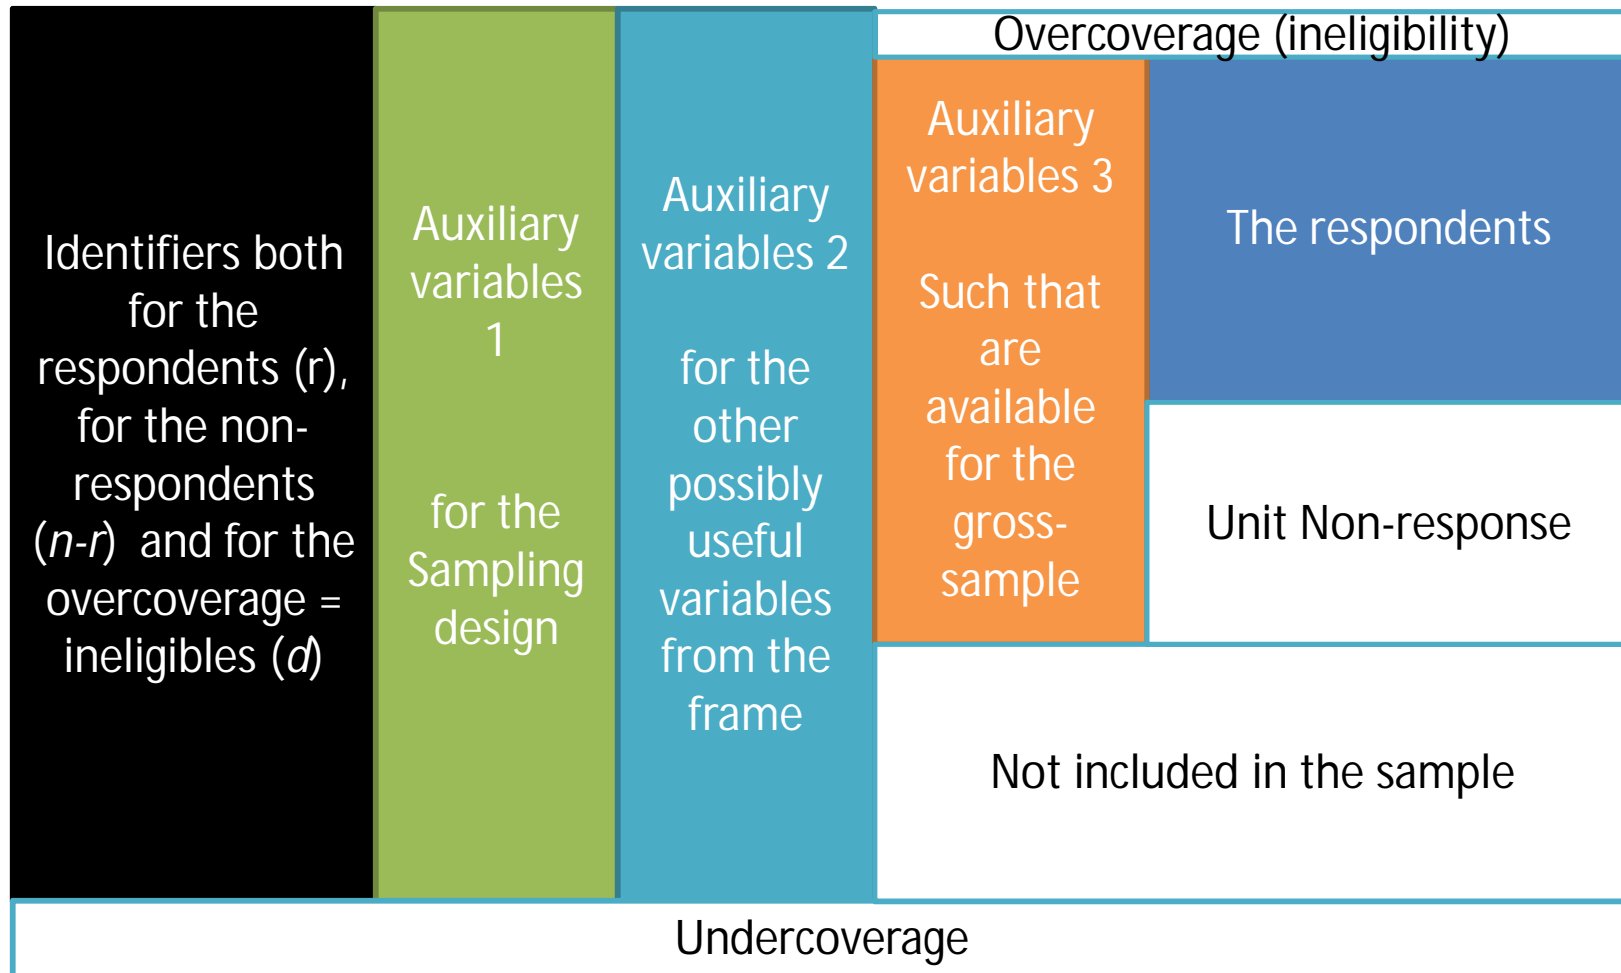 Identifiers both
for the
respondents (r),
for the non-
respondents
(n-r) and for the
overcoverage =
ineligibles (d)
Auxiliary
variables
1
for the
Sampling
design
Auxiliary
variables 2
for the
other
possibly
useful
variables
from the
frame
Overcoverage (ineligibility)
Auxiliary
variables 3
Such that
are
available
for the
gross-
sample
The respondents
Unit Non-response
Not included in the sample
Undercoverage